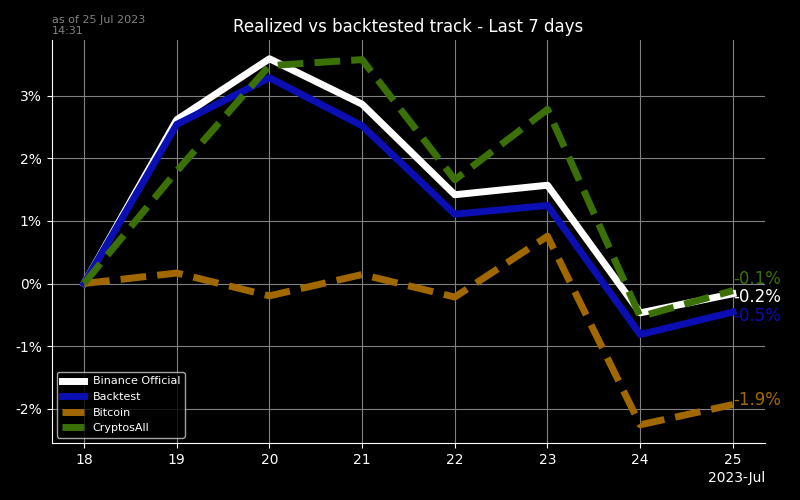 as of 25 Jul 2023
14:31
Realized vs backtested track - Last 7 days
3%
2%
1%
0%
-1%
-2%
-0.1%
-0.2%
-0.5%
-1.9%
Binance Official
Backtest
Bitcoin
CryptosAll
18 19 20 21 22 23 24 25
2023-Jul